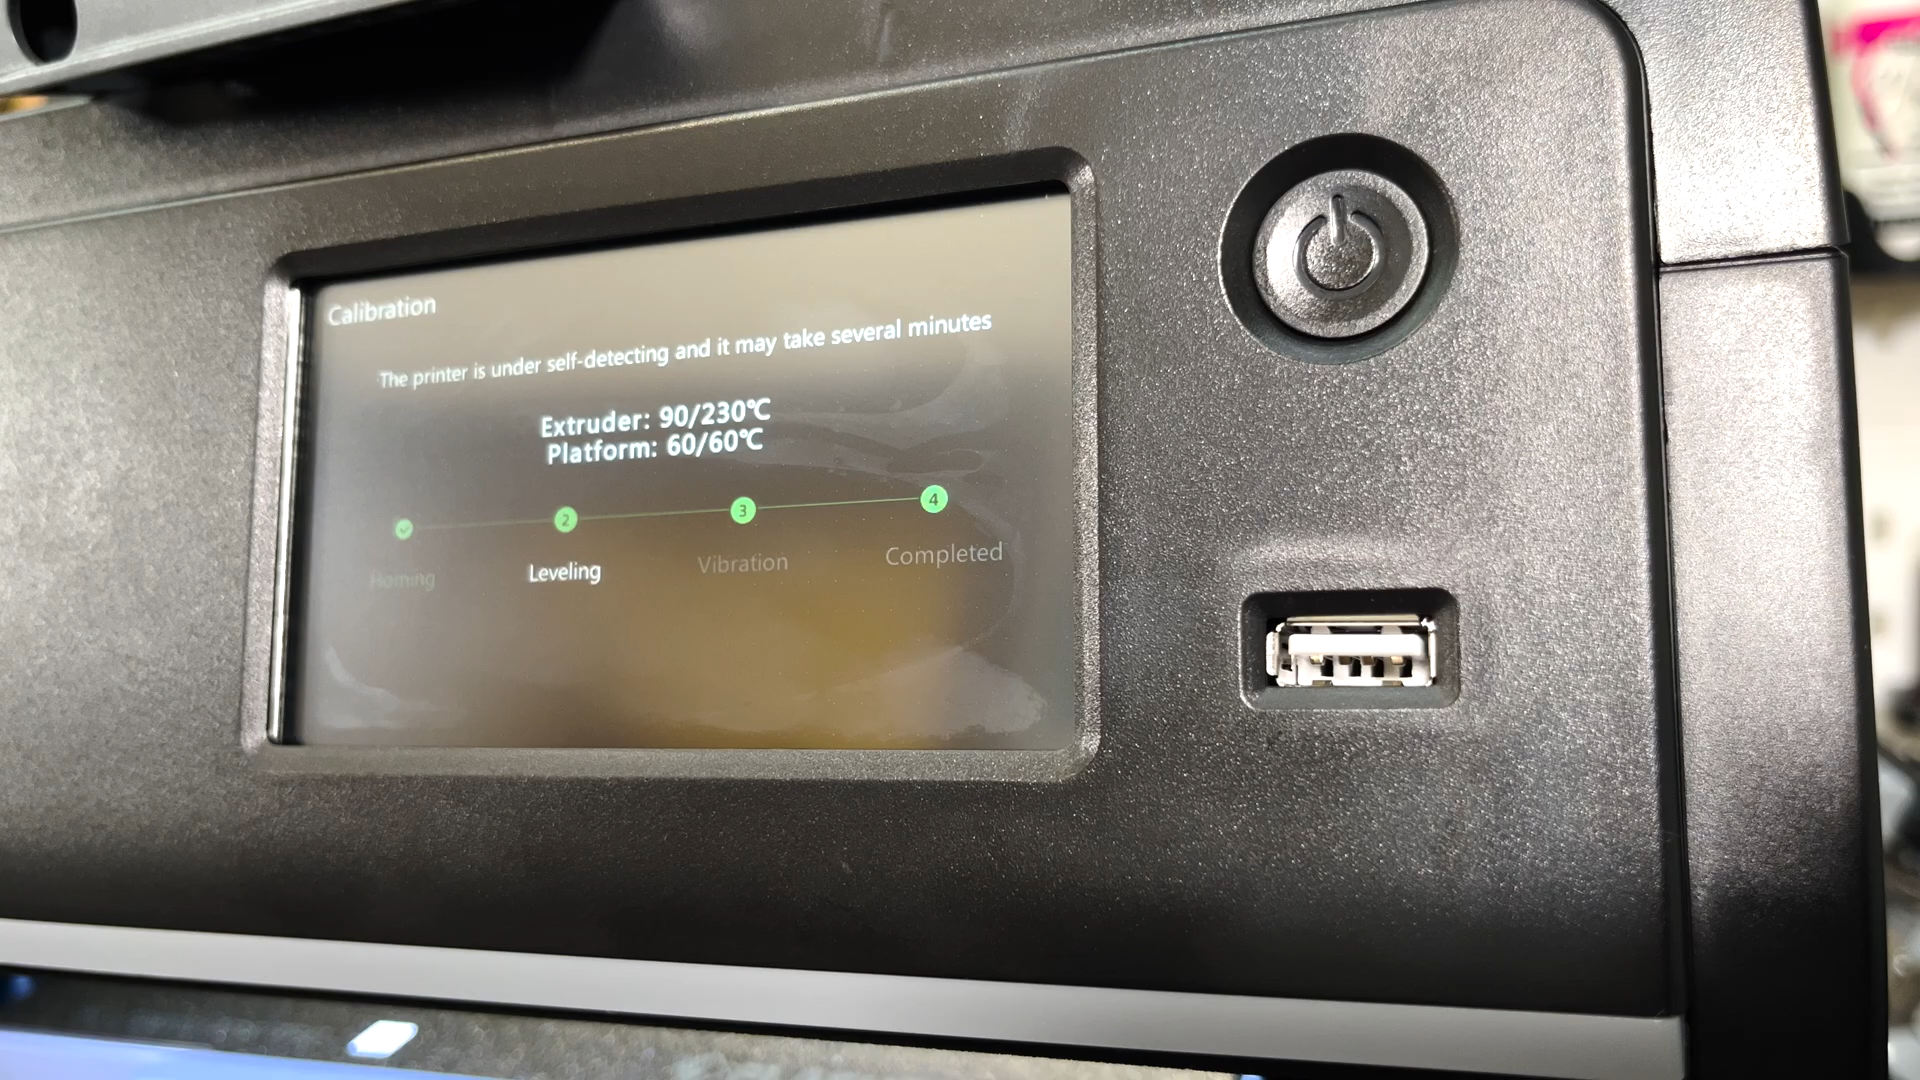 Calibration
The printer is under self-detecting and it may take several minutes
Extruder: 90/230℃
Platform: 60/60℃
2 3 4
Homing Leveling Vibration Completed